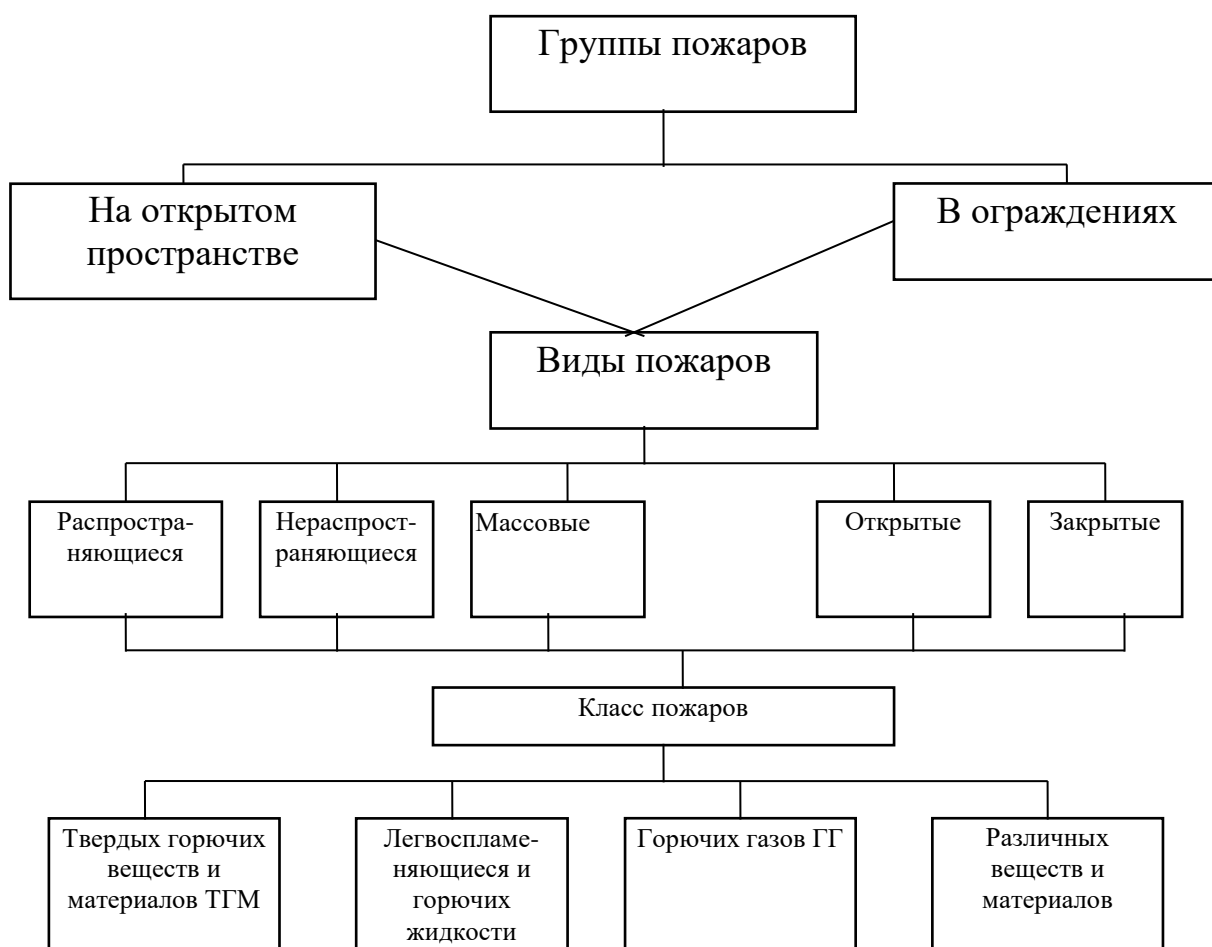 Группы пожаров
На открытом
пространстве
В ограждениях
Виды пожаров
Распростра-
няющиеся
Нераспрост-
раняющиеся
Массовые
Открытые
Закрытые
Класс пожаров
Твердых горючих
веществ и
материалов ТГМ
Легвоспламе-
няющиеся и
горючих
жидкости
Горючих газов ГГ
Различных
веществ и
материалов